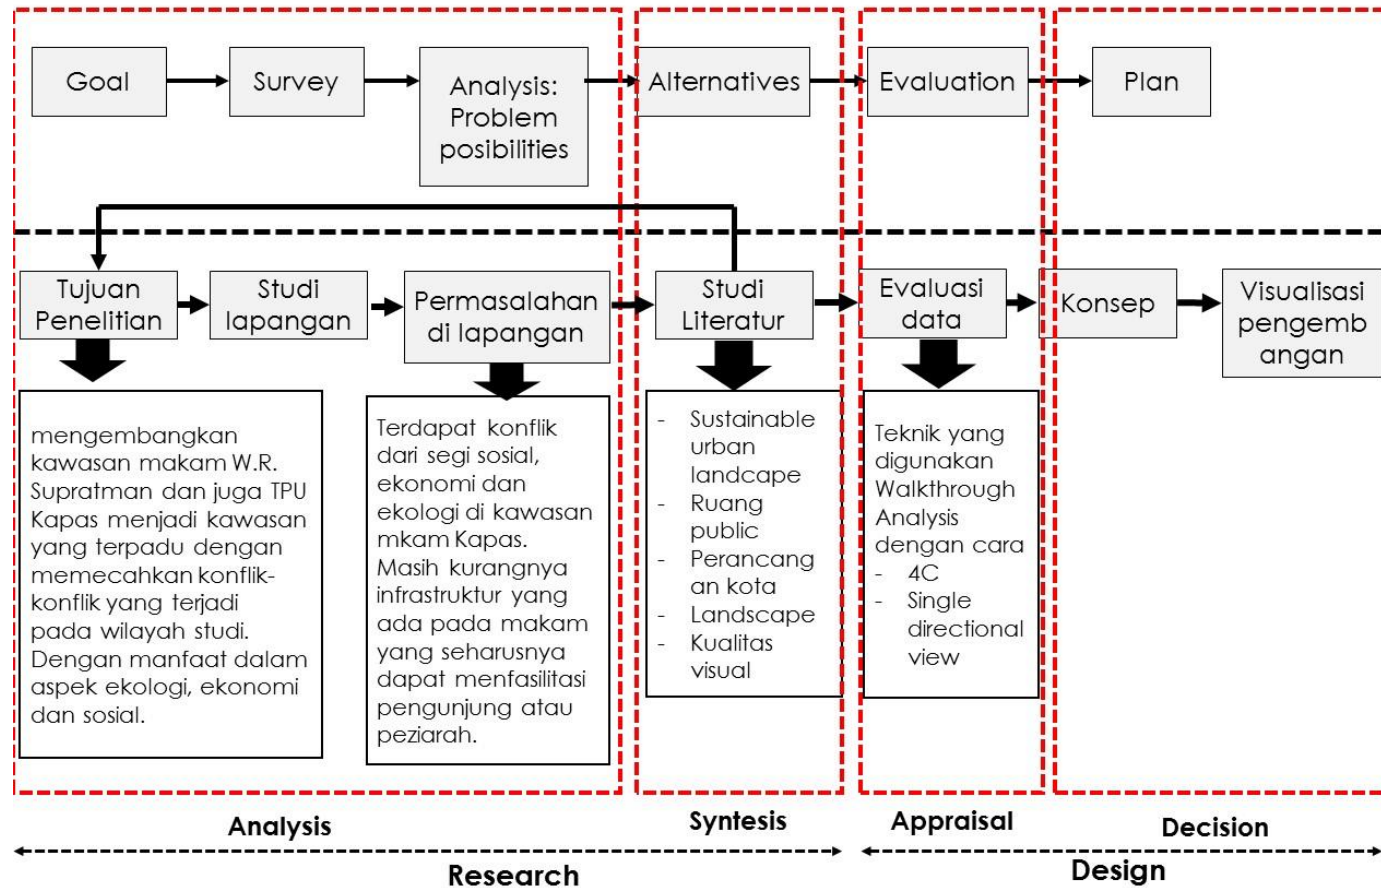 Goal
Survey
Analysis:
Problem
posibilities
Alternatives
Evaluation
Plan
Tujuan
Penelitian
Studi
lapangan
Permasalahan
di lapangan
Studi
Literatur
Evaluasi
data
Konsep
Visualisasi
pengemb
angan
mengembangkan
kawasan makam W.R.
Supratman dan juga TPU
Kapas menjadi kawasan
yang terpadu dengan
memecahkan konflik-
konflik yang terjadi
pada wilayah studi.
Dengan manfaat dalam
aspek ekologi, ekonomi
dan sosial.
Terdapat konflik
dari segi sosial,
ekonomi dan
ekologi di kawasan
mkam Kapas.
Masih kurangnya
infrastruktur yang
ada pada makam
yang seharusnya
dapat menfasilitasi
pengunjung atau
peziarah.
- Sustainable
urban
landscape
- Ruang
public
- Perancang
an kota
- Landscape
- Kualitas
visual
Teknik yang
digunakan
Walkthrough
Analysis
dengan cara
- 4C
- Single
directional
view
Analysis
Syntesis
Appraisal
Decision
Research
Design